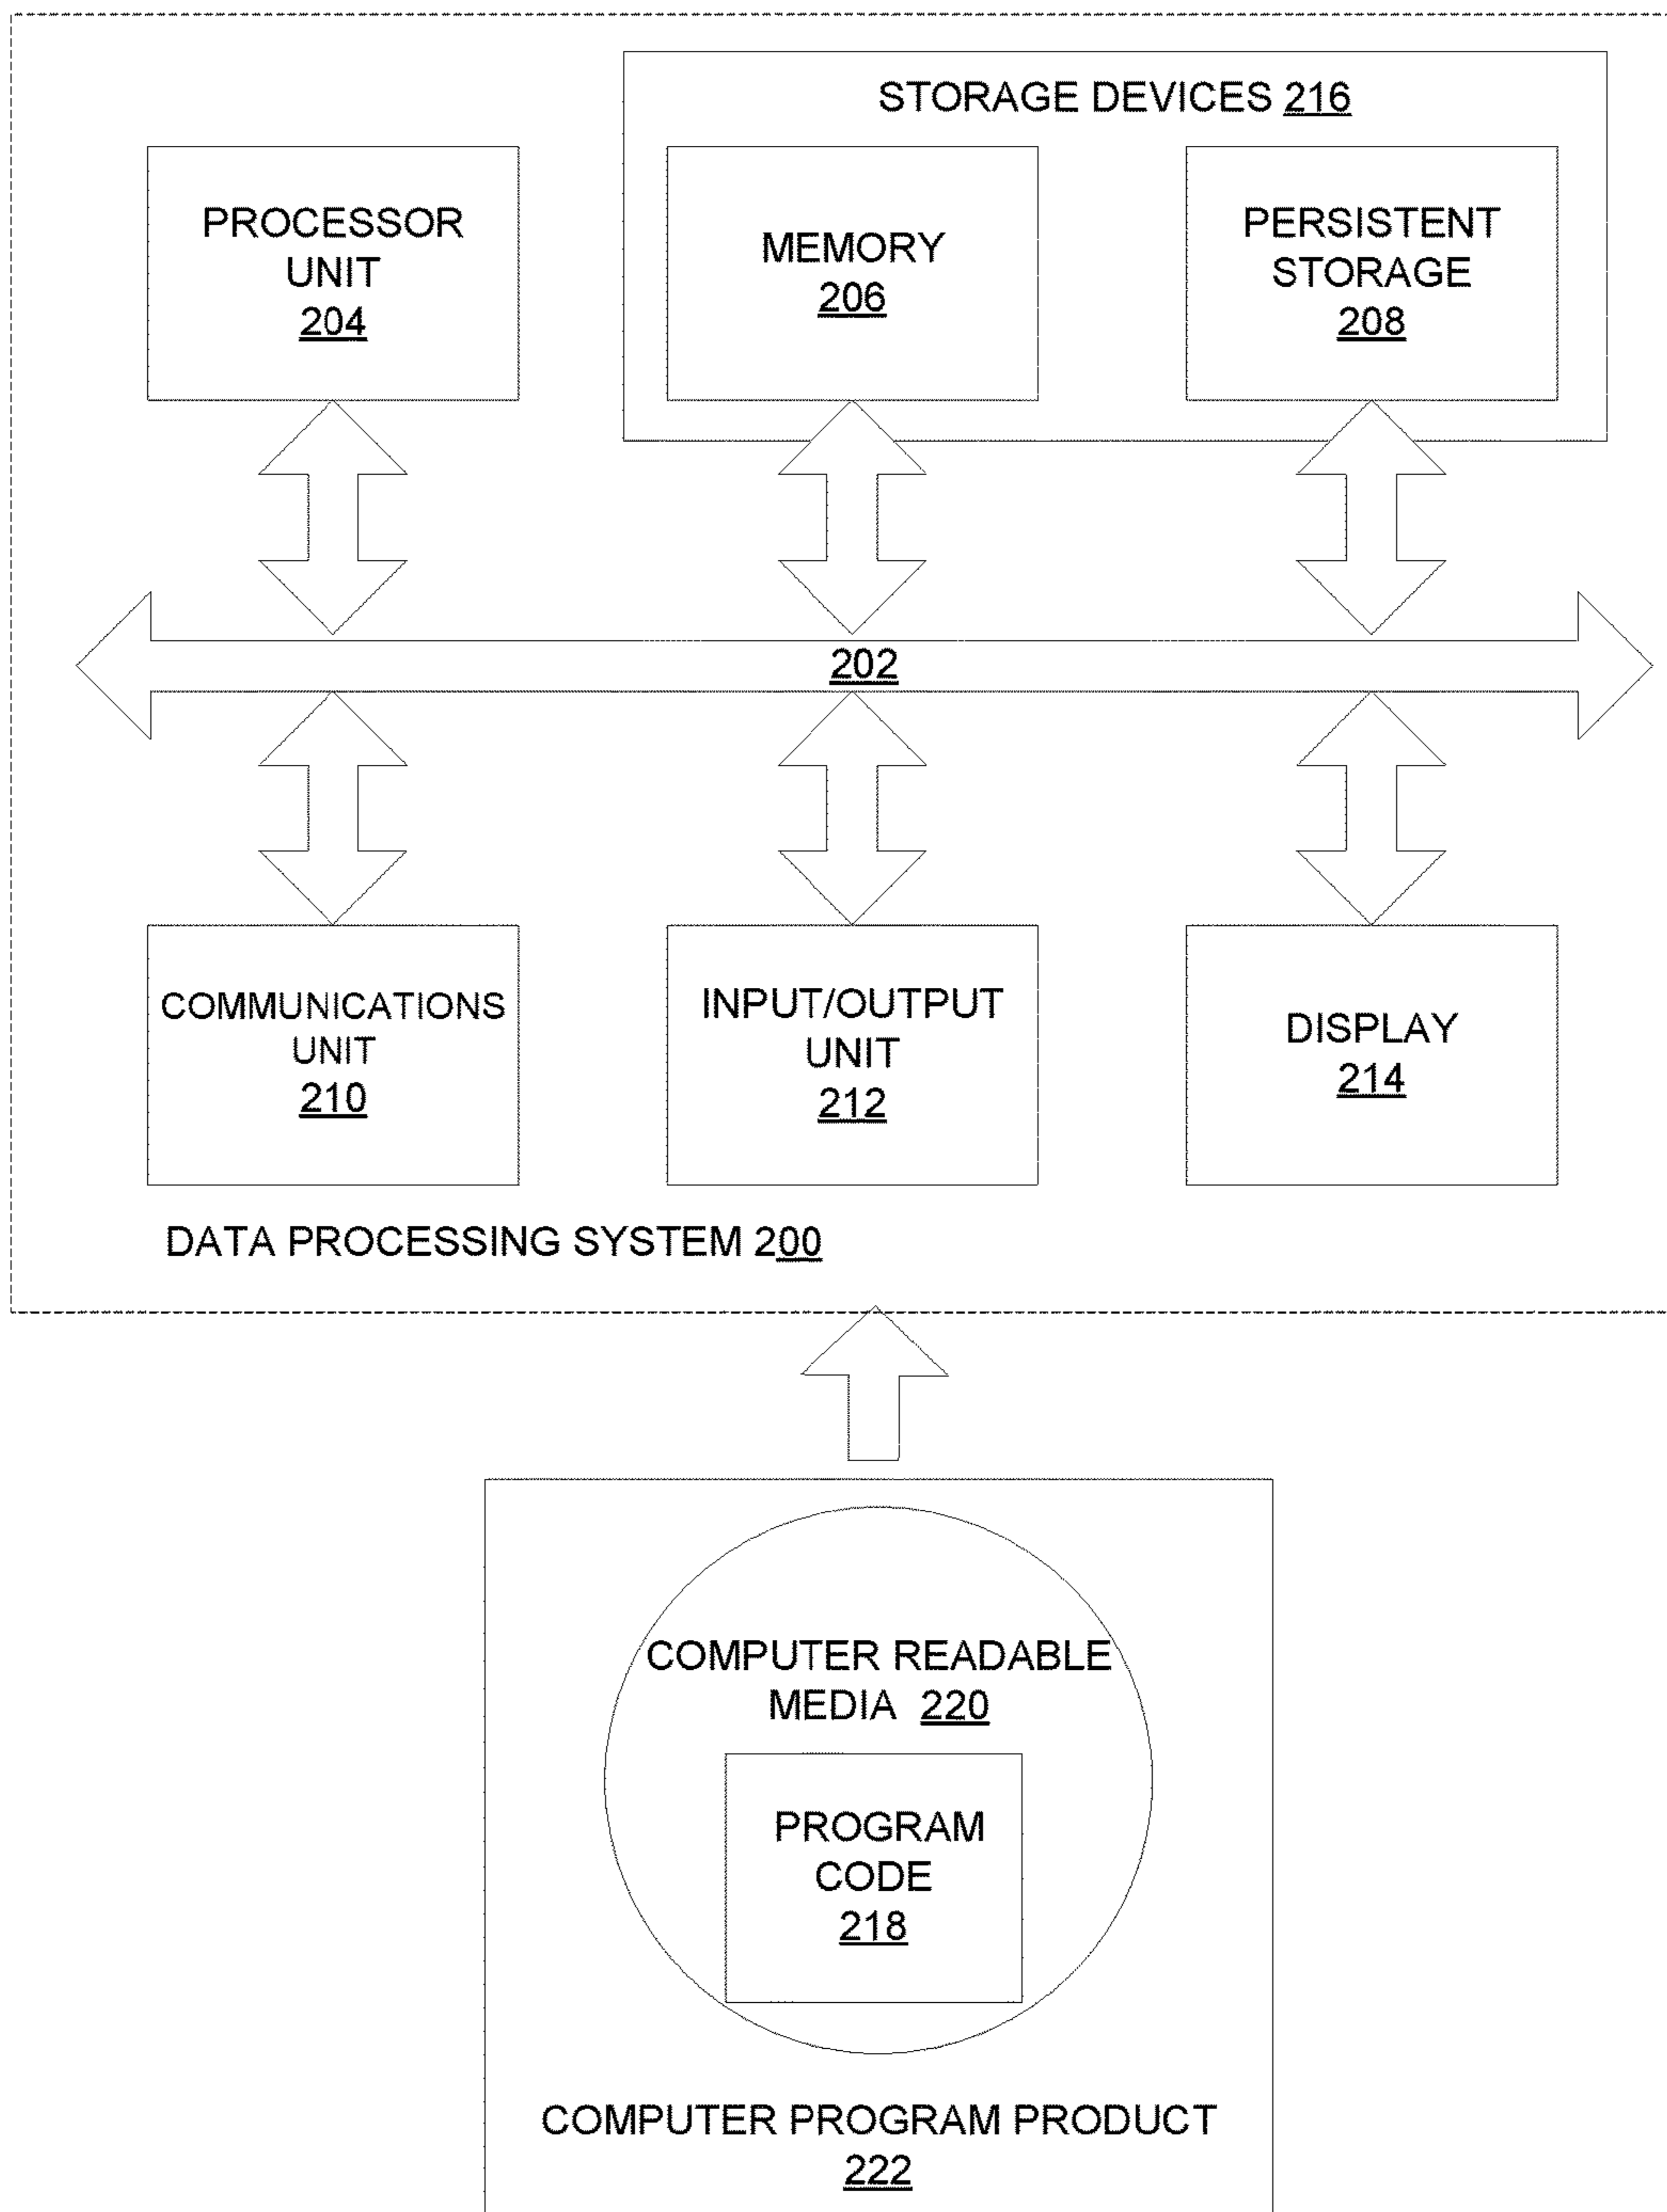 STORAGE DEVICES 216
PROCESSOR
UNIT
204
MEMORY
206
PERSISTENT
STORAGE
208
202
COMMUNICATIONS
UNIT
210
INPUT/OUTPUT
UNIT
212
DISPLAY
214
DATA PROCESSING SYSTEM 200
COMPUTER READABLE
MEDIA 220
PROGRAM
CODE
218
COMPUTER PROGRAM PRODUCT
222